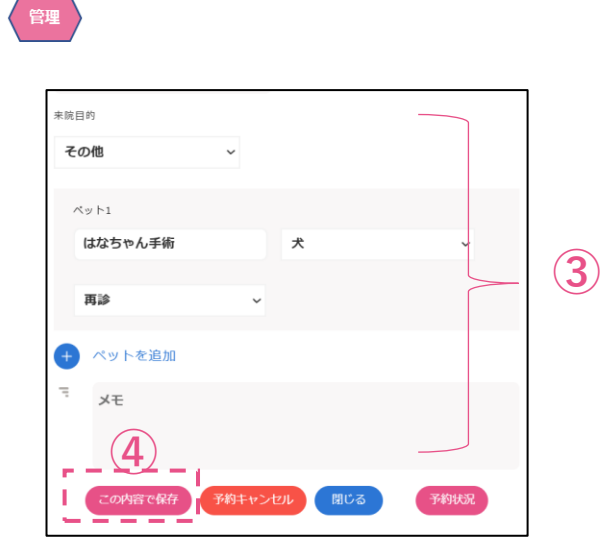 管理
来院目的
その他
ペット1
はなちゃん手術 犬
再診
③
+ ペットを追加
メモ
④
この内容で保存 予約キャンセル 閉じる 予約状況